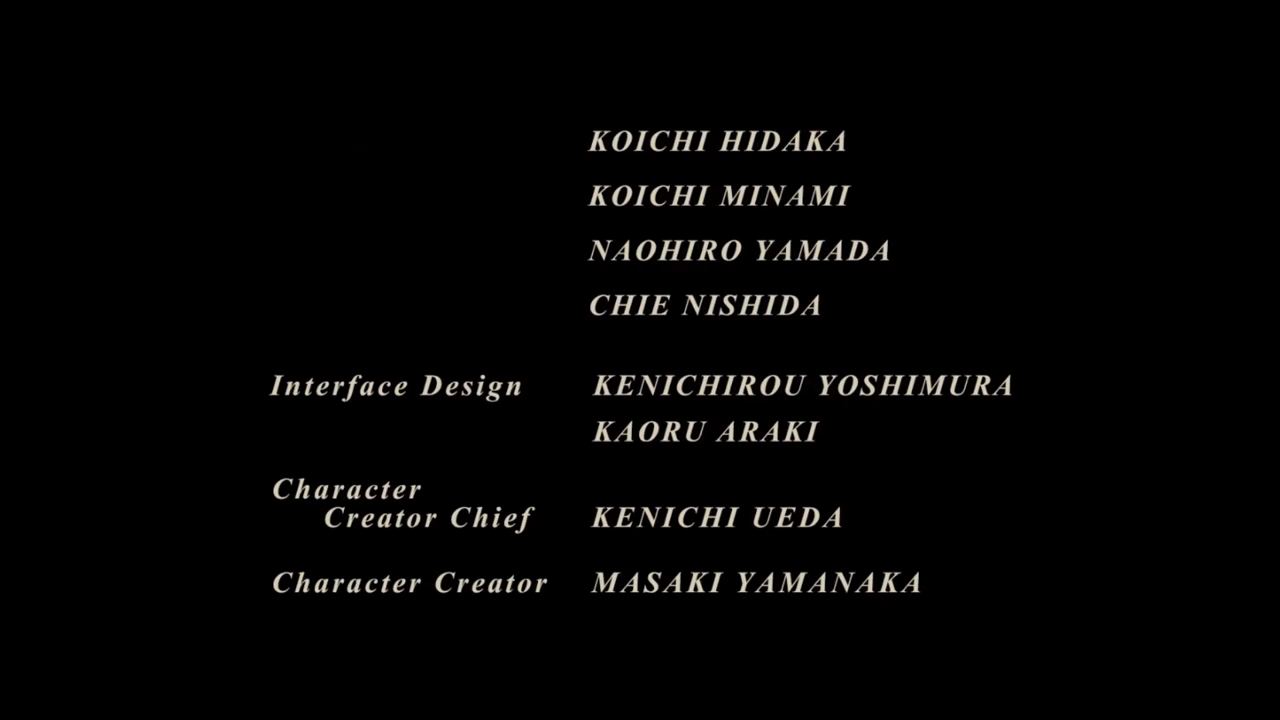 KOICHI HIDAKA
KOICHI MINAMI
NAOHIRO YAMADA
CHIE NISHIDA
Interface Design KENICHIROU YOSHIMURA
KAORU ARAKI
Character
Creator Chief KENICHI UEDA
Character Creator MASAKI YAMANAKA